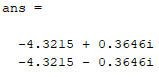 ans =
-4.3215 + 0.3646i
-4.3215 - 0.3646i